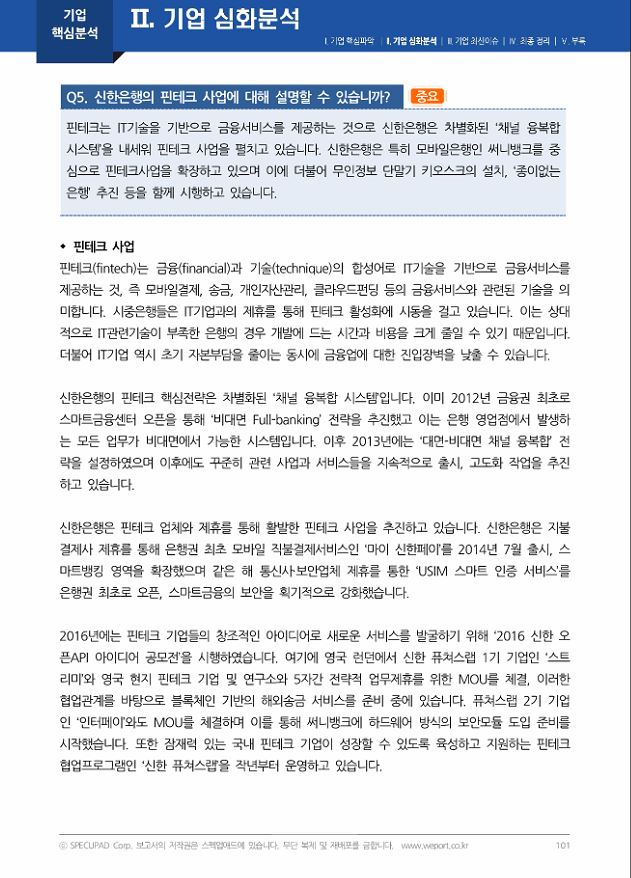 기업
핵심분석
Ⅱ. 기업 심화분석
Ⅰ. 기업 핵심파악 | Ⅱ. 기업 심화분석 | Ⅲ. 기업 최신이슈 | Ⅳ. 최종 정리 | Ⅴ. 부록
Q5. 신한은행의 핀테크 사업에 대해 설명할 수 있습니까? 중요
핀테크는 IT기술을 기반으로 금융서비스를 제공하는 것으로 신한은행은 차별화된 '채널 융복합
시스템'을 내세워 핀테크 사업을 펼치고 있습니다. 신한은행은 특히 모바일은행인 써니뱅크를 중
심으로 핀테크사업을 확장하고 있으며 이에 더불어 무인정보 단말기 키오스크의 설치, '종이없는
은행' 추진 등을 함께 시행하고 있습니다.
◆ 핀테크 사업
핀테크(fintech)는 금융(financial)과 기술(technique)의 합성어로 IT기술을 기반으로 금융서비스를
제공하는 것, 즉 모바일결제, 송금, 개인자산관리, 클라우드펀딩 등의 금융서비스와 관련된 기술을 의
미합니다. 시중은행들은 IT기업과의 제휴를 통해 핀테크 활성화에 시동을 걸고 있습니다. 이는 상대
적으로 IT관련기술이 부족한 은행의 경우 개발에 드는 시간과 비용을 크게 줄일 수 있기 때문입니다.
더불어 IT기업 역시 초기 자본부담을 줄이는 동시에 금융업에 대한 진입장벽을 낮출 수 있습니다.
신한은행의 핀테크 핵심전략은 차별화된 '채널 융복합 시스템'입니다. 이미 2012년 금융권 최초로
스마트금융센터 오픈을 통해 '비대면 Full-banking' 전략을 추진했고 이는 은행 영업점에서 발생하
는 모든 업무가 비대면에서 가능한 시스템입니다. 이후 2013년에는 '대면-비대면 채널 융복합' 전
략을 설정하였으며 이후에도 꾸준히 관련 사업과 서비스들을 지속적으로 출시, 고도화 작업을 추진
하고 있습니다.
신한은행은 핀테크 업체와 제휴를 통해 활발한 핀테크 사업을 추진하고 있습니다. 신한은행은 지불
결제사 제휴를 통해 은행권 최초 모바일 직불결제서비스인 '마이 신한페이'를 2014년 7월 출시, 스
마트뱅킹 영역을 확장했으며 같은 해 통신사·보안업체 제휴를 통한 'USIM 스마트 인증 서비스'를
은행권 최초로 오픈, 스마트금융의 보안을 획기적으로 강화했습니다.
2016년에는 핀테크 기업들의 창조적인 아이디어로 새로운 서비스를 발굴하기 위해 '2016 신한 오
픈API 아이디어 공모전'을 시행하였습니다. 여기에 영국 런던에서 신한 퓨쳐스랩 1기 기업인 '스트
리미'와 영국 현지 핀테크 기업 및 연구소와 5자간 전략적 업무제휴를 위한 MOU를 체결, 이러한
협업관계를 바탕으로 블록체인 기반의 해외송금 서비스를 준비 중에 있습니다. 퓨쳐스랩 2기 기업
인 '인터페이'와도 MOU를 체결하며 이를 통해 써니뱅크에 하드웨어 방식의 보안모듈 도입 준비를
시작했습니다. 또한 잠재력 있는 국내 핀테크 기업이 성장할 수 있도록 육성하고 지원하는 핀테크
협업프로그램인 '신한 퓨쳐스랩'을 작년부터 운영하고 있습니다.
ⓒ SPECUPAD Corp. 보고서의 저작권은 스펙업애드에 있습니다. 무단 복제 및 재배포를 금합니다. www.weport.co.kr 101